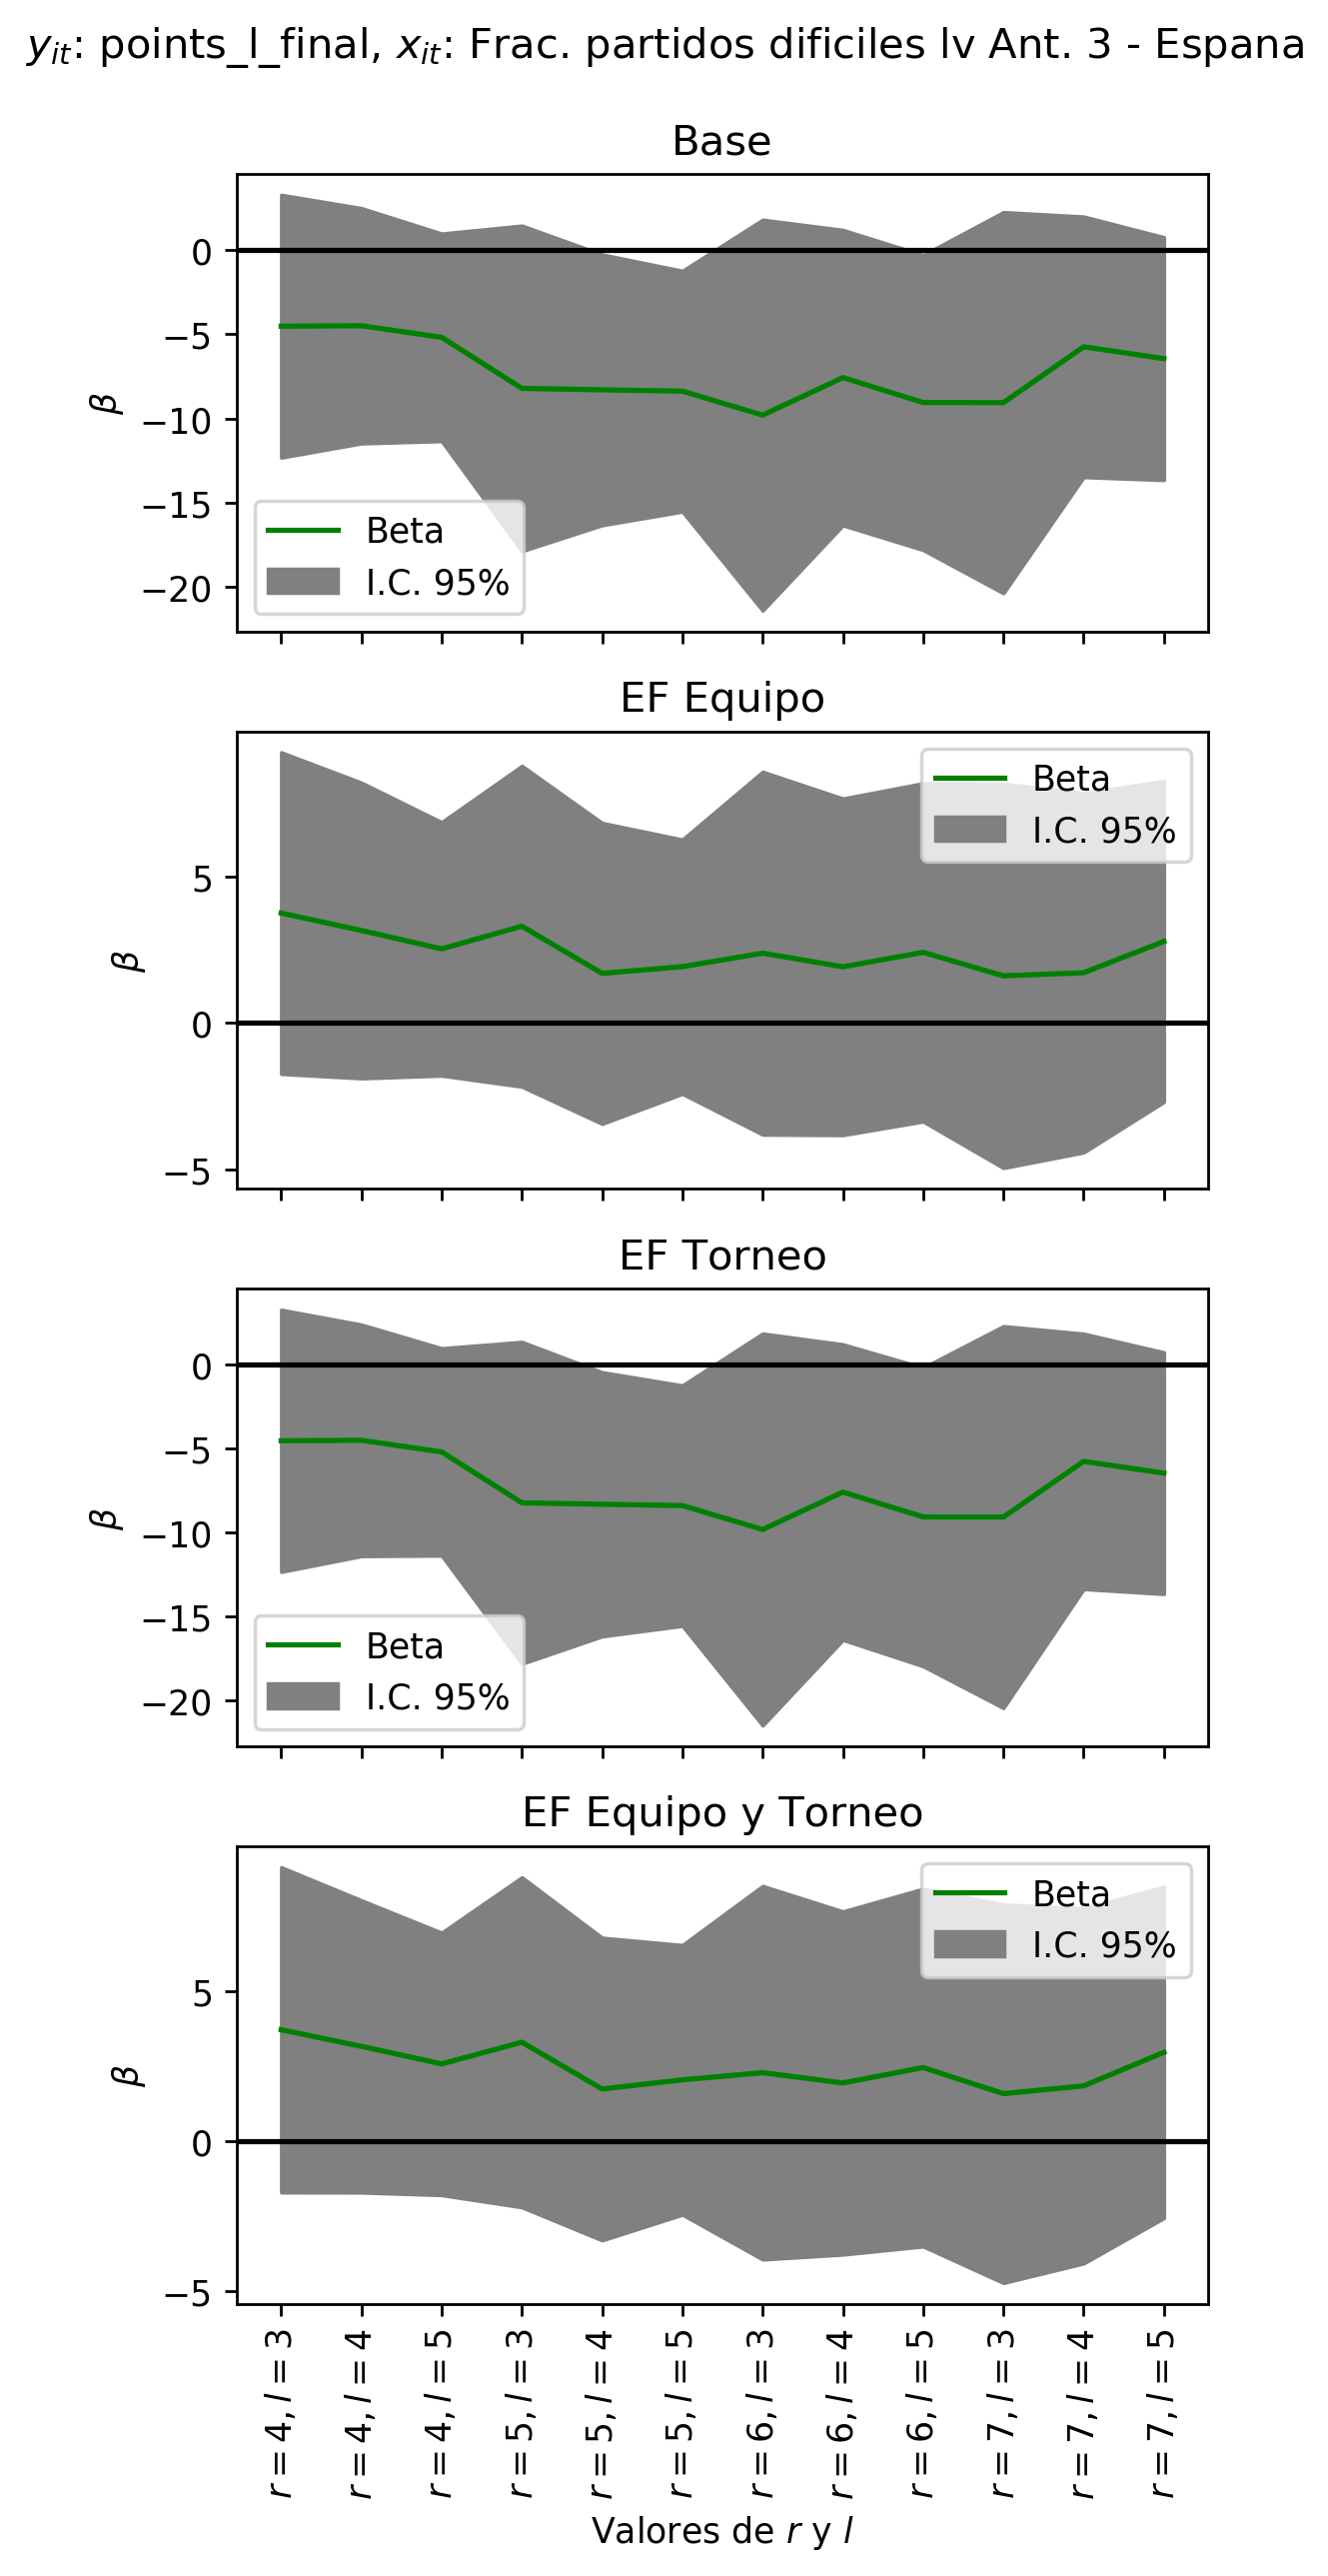 y_it: points_l_final, x_it: Frac. partidos dificiles lv Ant. 3 - Espana
Base
0
−5
−10
−15
−20
β
Beta
I.C. 95%
EF Equipo
5
0
−5
β
Beta
I.C. 95%
EF Torneo
0
−5
−10
−15
−20
β
Beta
I.C. 95%
EF Equipo y Torneo
5
0
−5
β
Beta
I.C. 95%
r = 4, l = 3
r = 4, l = 4
r = 4, l = 5
r = 5, l = 3
r = 5, l = 4
r = 5, l = 5
r = 6, l = 3
r = 6, l = 4
r = 6, l = 5
r = 7, l = 3
r = 7, l = 4
r = 7, l = 5
Valores de r y l